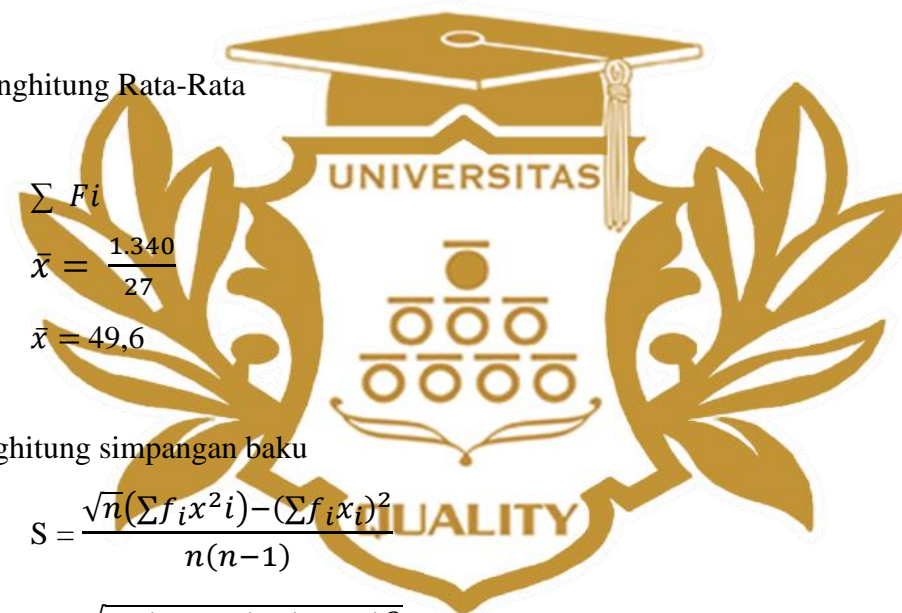 nghitung Rata-Rata
UNIVERSITAS
∑ Fi
x̄ = 1.340 / 27
x̄ = 49,6
ghitung simpangan baku
S = √n(∑fᵢx²i)−(∑fᵢxᵢ)² / n(n−1)
QUALITY